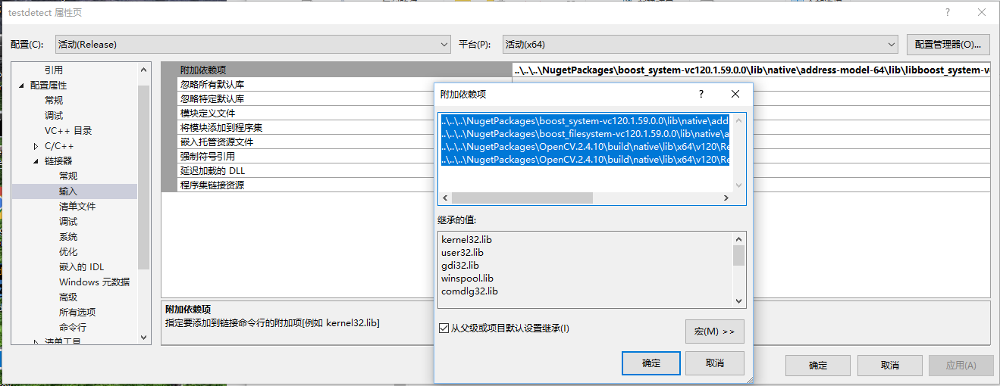 testdetect 属性页
配置(C): 活动(Release) 平台(P): 活动(x64) 配置管理器(O)...
引用
配置属性
常规
调试
VC++ 目录
C/C++
链接器
常规
输入
清单文件
调试
系统
优化
嵌入的 IDL
Windows 元数据
高级
所有选项
命令行
清单工具
附加依赖项 ..\..\..\NugetPackages\boost_system-vc120.1.59.0.0\lib\native\address-model-64\lib\libboost_system-v
忽略所有默认库
忽略特定默认库
模块定义文件
将模块添加到程序集
嵌入托管资源文件
强制符号引用
延迟加载的 DLL
程序集链接资源
附加依赖项
指定要添加到链接命令行的附加项[例如 kernel32.lib]
附加依赖项
..\..\..\NugetPackages\boost_system-vc120.1.59.0.0\lib\native\add
..\..\..\NugetPackages\boost_filesystem-vc120.1.59.0.0\lib\native\a
..\..\..\NugetPackages\OpenCV.2.4.10\build\native\lib\x64\v120\Re
..\..\..\NugetPackages\OpenCV.2.4.10\build\native\lib\x64\v120\Re
继承的值:
kernel32.lib
user32.lib
gdi32.lib
winspool.lib
comdlg32.lib
从父级或项目默认设置继承(I)
宏(M) >>
确定 取消
确定 取消 应用(A)